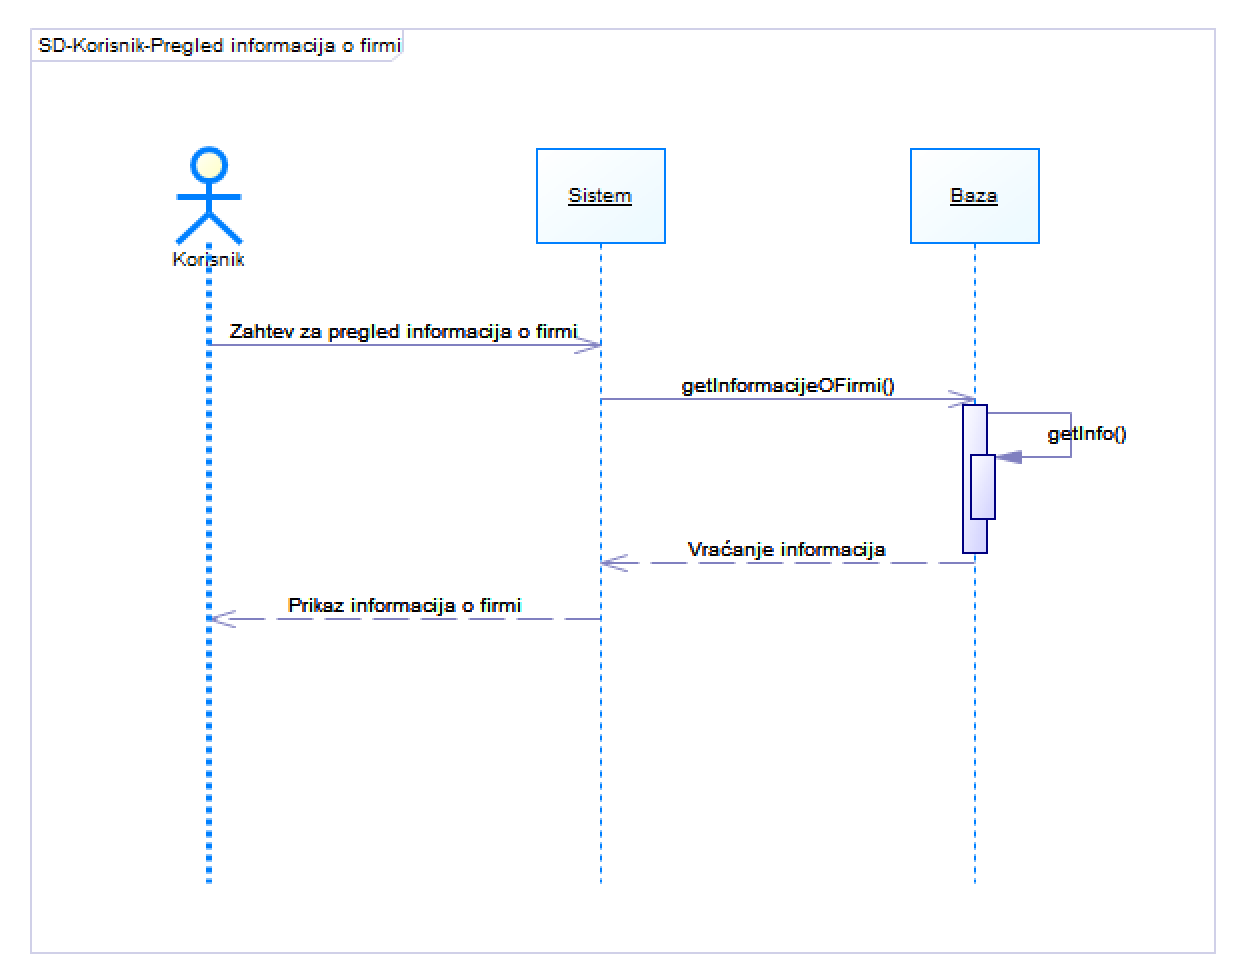 SD-Korisnik-Pregled informacija o firmi
Sistem
Baza
Korisnik
Zahtev za pregled informacija o firmi
getInformacijeOFirmi()
getInfo()
Vraćanje informacija
Prikaz informacija o firmi